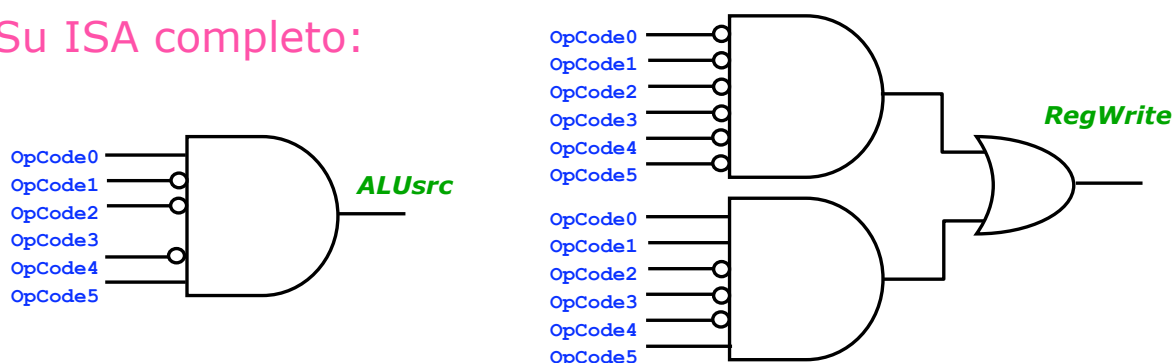 Su ISA completo:
OpCode0
OpCode1
OpCode2
OpCode3
OpCode4
OpCode5
ALUsrc
OpCode0
OpCode1
OpCode2
OpCode3
OpCode4
OpCode5
OpCode0
OpCode1
OpCode2
OpCode3
OpCode4
OpCode5
RegWrite